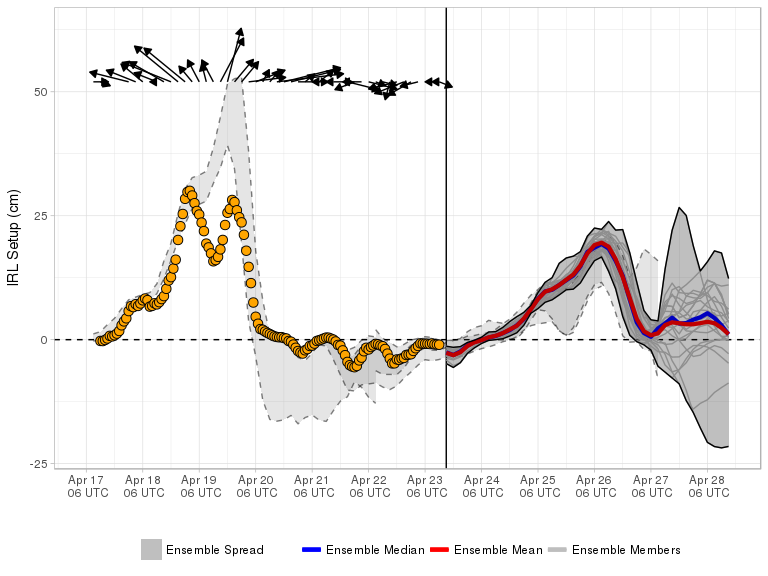 50
25
0
-25
IRL Setup (cm)
Apr 17 Apr 18 Apr 19 Apr 20 Apr 21 Apr 22 Apr 23 Apr 24 Apr 25 Apr 26 Apr 27 Apr 28
06 UTC 06 UTC 06 UTC 06 UTC 06 UTC 06 UTC 06 UTC 06 UTC 06 UTC 06 UTC 06 UTC 06 UTC
Ensemble Spread Ensemble Median Ensemble Mean Ensemble Members